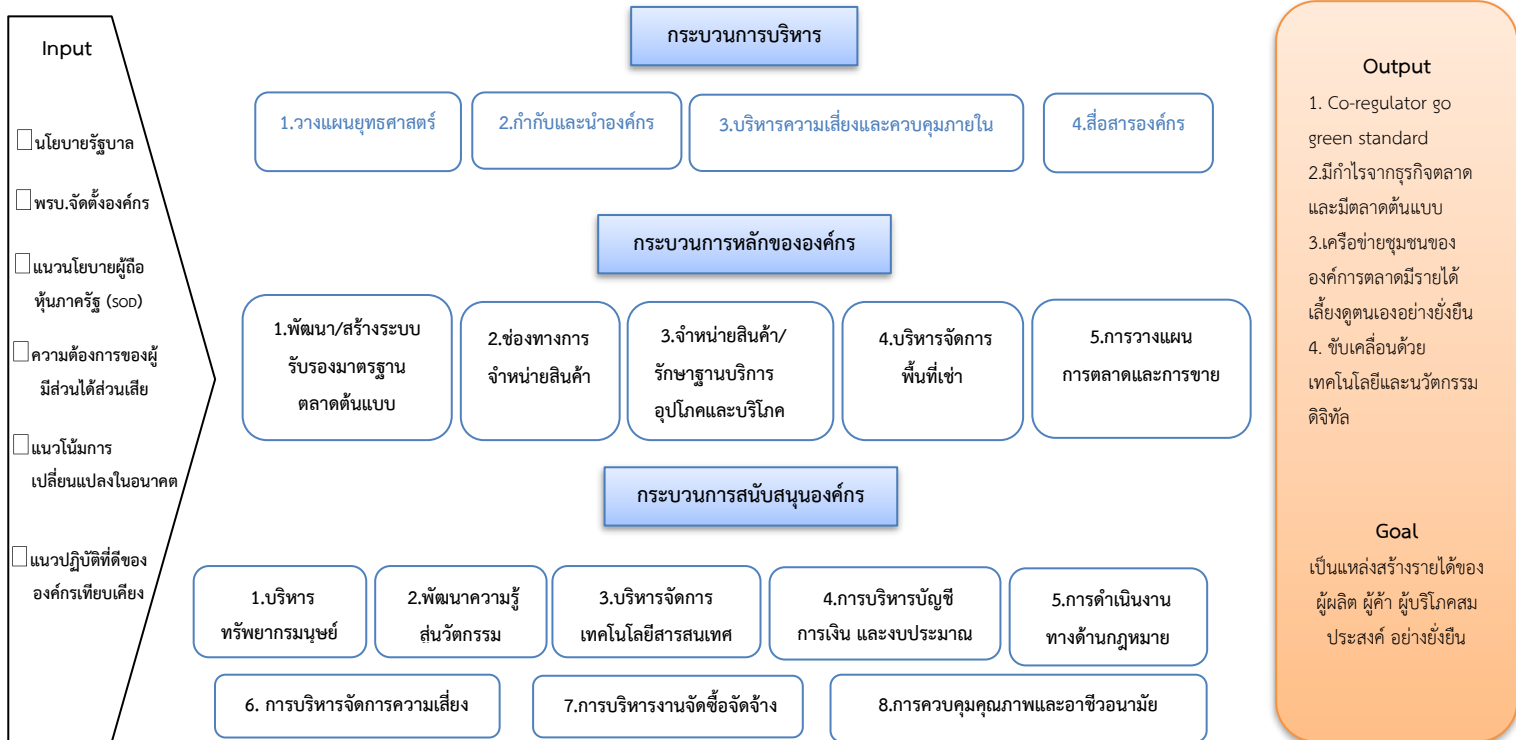 Input
นโยบายรัฐบาล
พรบ.จัดตั้งองค์กร
แนวนโยบายผู้ถือ
หุ้นภาครัฐ (SOD)
ความต้องการของผู้
มีส่วนได้ส่วนเสีย
แนวโน้มการ
เปลี่ยนแปลงในอนาคต
แนวปฏิบัติที่ดีของ
องค์กรเทียบเคียง
กระบวนการบริหาร
1.วางแผนยุทธศาสตร์
2.กำกับและนำองค์กร
3.บริหารความเสี่ยงและควบคุมภายใน
4.สื่อสารองค์กร
กระบวนการหลักขององค์กร
1.พัฒนา/สร้างระบบ
รับรองมาตรฐาน
ตลาดต้นแบบ
2.ช่องทางการ
จำหน่ายสินค้า
3.จำหน่ายสินค้า/
รักษาฐานบริการ
อุปโภคและบริโภค
4.บริหารจัดการ
พื้นที่เช่า
5.การวางแผน
การตลาดและการขาย
กระบวนการสนับสนุนองค์กร
1.บริหาร
ทรัพยากรมนุษย์
2.พัฒนาความรู้
สู่นวัตกรรม
3.บริหารจัดการ
เทคโนโลยีสารสนเทศ
4.การบริหารบัญชี
การเงิน และงบประมาณ
5.การดำเนินงาน
ทางด้านกฎหมาย
6. การบริหารจัดการความเสี่ยง
7.การบริหารงานจัดซื้อจัดจ้าง
8.การควบคุมคุณภาพและอาชีวอนามัย
Output
1. Co-regulator go
green standard
2.มีกำไรจากธุรกิจตลาด
และมีตลาดต้นแบบ
3.เครือข่ายชุมชนของ
องค์การตลาดมีรายได้
เลี้ยงดูตนเองอย่างยั่งยืน
4. ขับเคลื่อนด้วย
เทคโนโลยีและนวัตกรรม
ดิจิทัล
Goal
เป็นแหล่งสร้างรายได้ของ
ผู้ผลิต ผู้ค้า ผู้บริโภคสม
ประสงค์ อย่างยั่งยืน